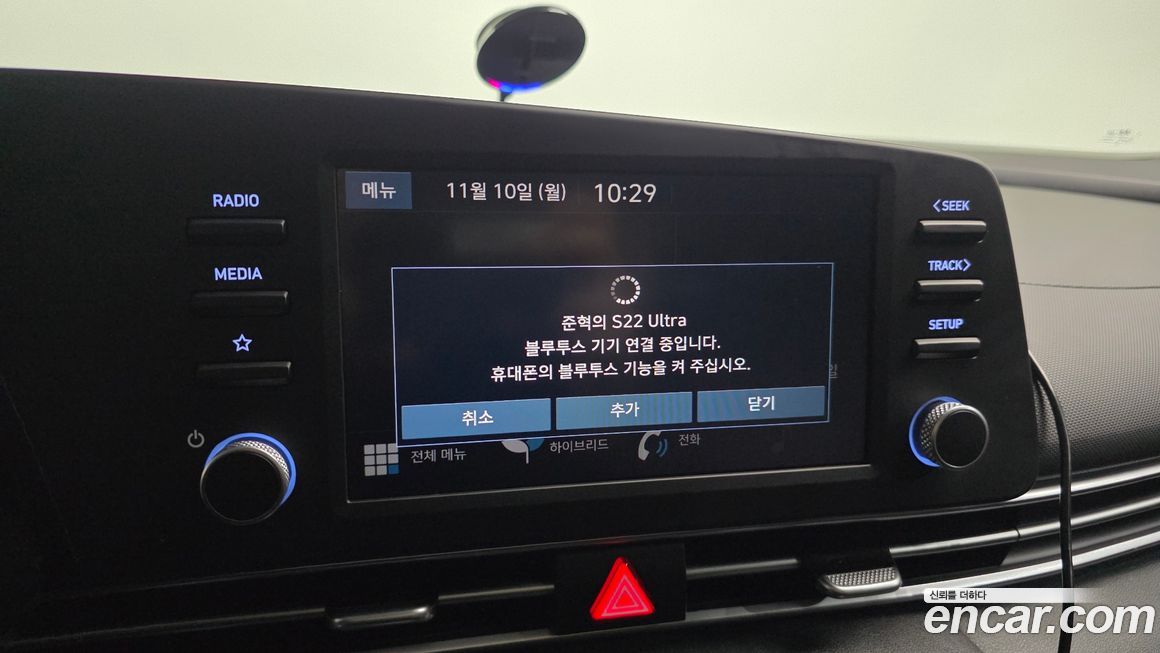 메뉴 11월 10일 (월) 10:29
RADIO
MEDIA
<SEEK
TRACK>
SETUP
준혁의 S22 Ultra
블루투스 기기 연결 중입니다.
휴대폰의 블루투스 기능을 켜 주십시오.
취소 추가 닫기
일
전체 메뉴 하이브리드 전화
신뢰를 더하다
encar.com